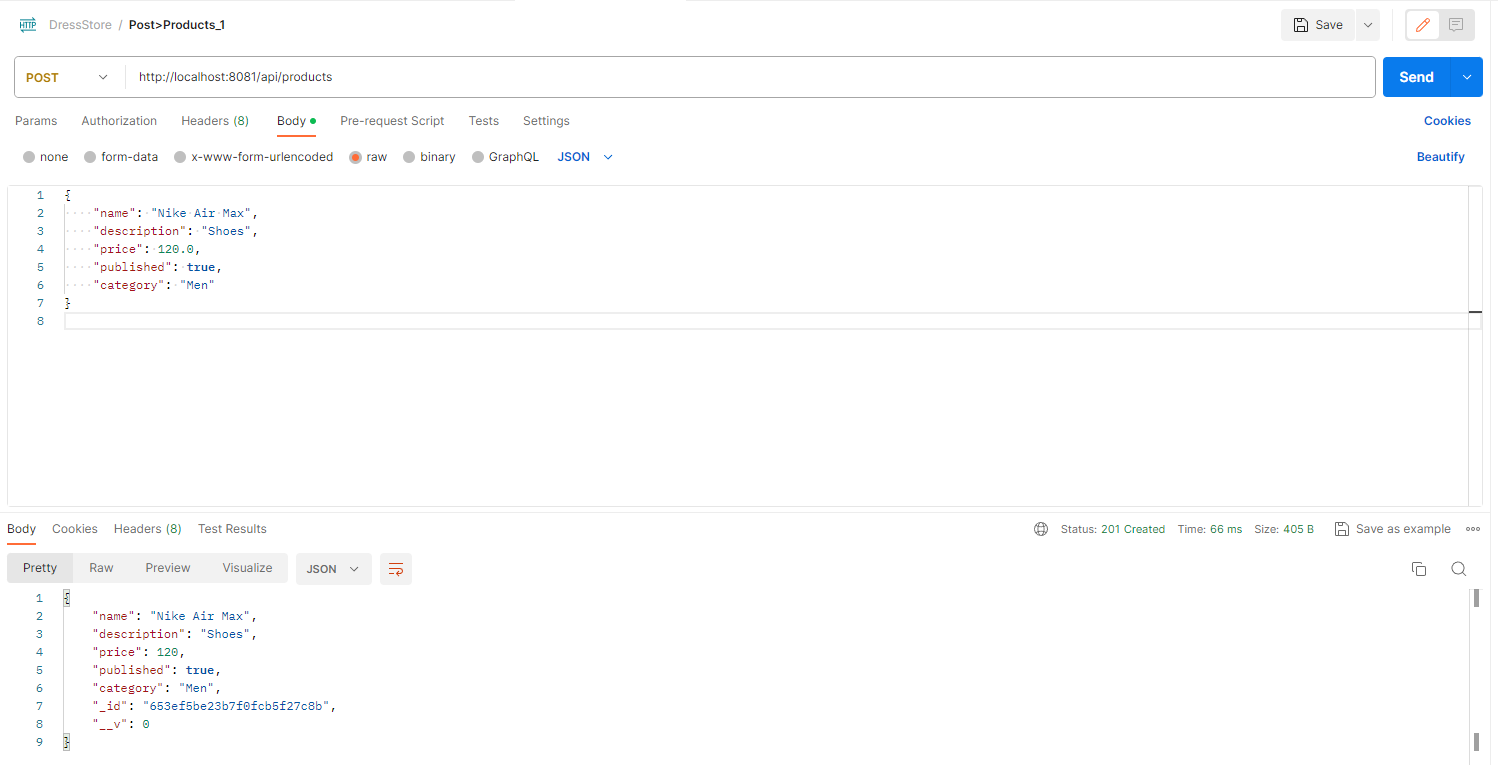 HTTP DressStore / Post>Products_1 Save
POST http://localhost:8081/api/products Send
Params Authorization Headers (8) Body Pre-request Script Tests Settings Cookies
none form-data x-www-form-urlencoded raw binary GraphQL JSON Beautify
1 {
2 "name": "Nike Air Max",
3 "description": "Shoes",
4 "price": 120.0,
5 "published": true,
6 "category": "Men"
7 }
8
Body Cookies Headers (8) Test Results Status: 201 Created Time: 66 ms Size: 405 B Save as example
Pretty Raw Preview Visualize JSON
1 {
2 "name": "Nike Air Max",
3 "description": "Shoes",
4 "price": 120,
5 "published": true,
6 "category": "Men",
7 "_id": "653ef5be23b7f0fcb5f27c8b",
8 "__v": 0
9 }